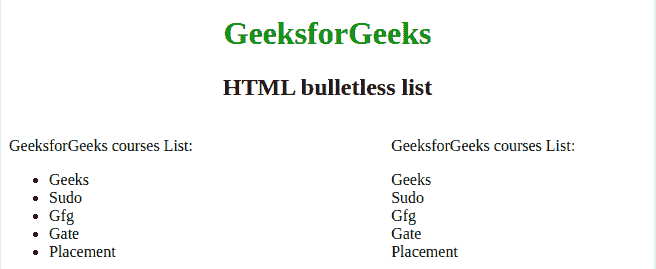 GeeksforGeeks
HTML bulletless list
GeeksforGeeks courses List:
• Geeks
• Sudo
• Gfg
• Gate
• Placement
GeeksforGeeks courses List:
Geeks
Sudo
Gfg
Gate
Placement